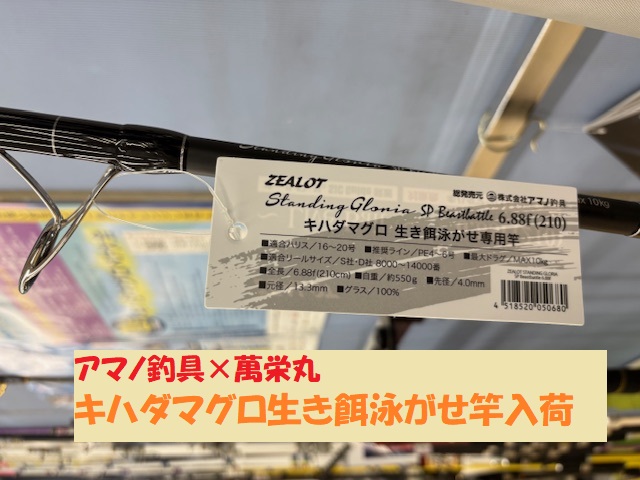 ZEALOT
総発売元 株式会社アマノ釣具
Standing Gloria SP Beastbattle 6.88f(210)
キハダマグロ 生き餌泳がせ専用竿
■適合ハリス/16〜20号 ■推奨ライン/PE4〜6号 ■最大ドラグ/MAX10kg
■適合リールサイズ/S社・D社 8000〜14000番
■全長/6.88f(210cm) ■自重/約550g ■先径/4.0mm
■元径/13.3mm ■グラス/100%
ZEALOT STANDING GLORIA
4 518520 050680
アマノ釣具×萬栄丸
キハダマグロ生き餌泳がせ竿入荷